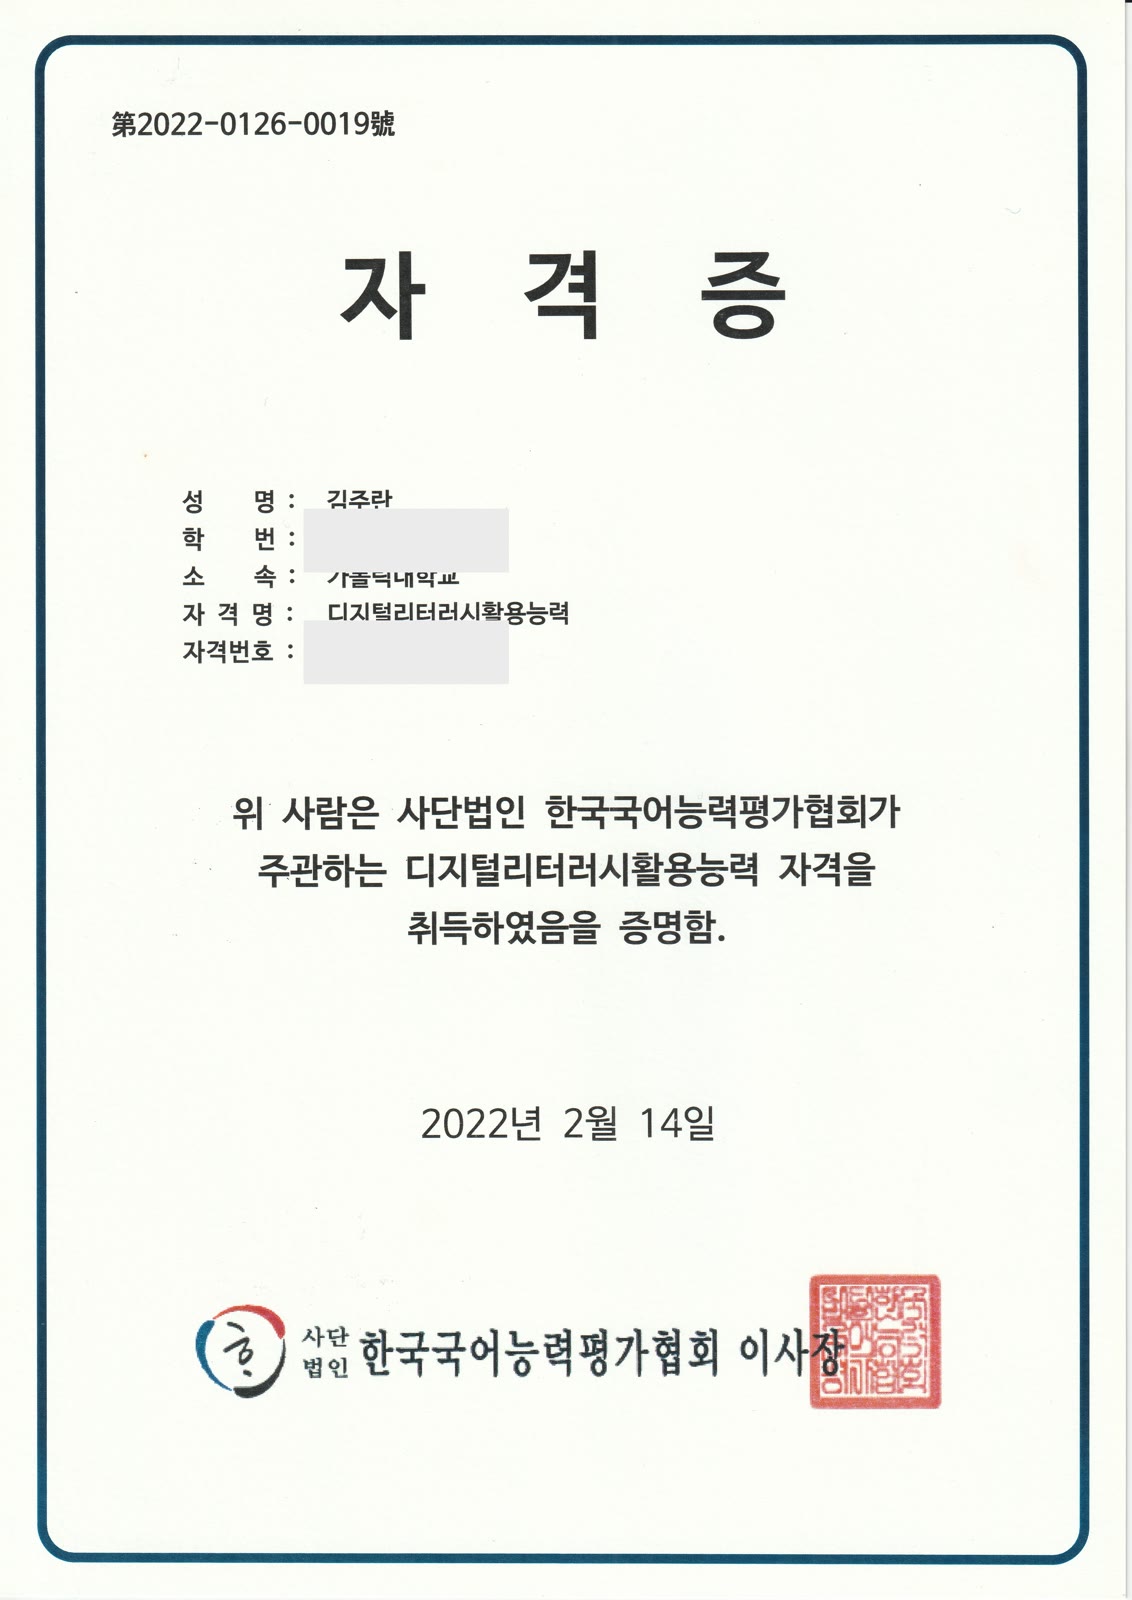 第2022-0126-0019號
자 격 증
성 명 : 김주란
학 번 :
소 속 : 가톨릭대학교
자 격 명 : 디지털리터러시활용능력
자격번호 :
위 사람은 사단법인 한국국어능력평가협회가
주관하는 디지털리터러시활용능력 자격을
취득하였음을 증명함.
2022년 2월 14일
사단
법인 한국국어능력평가협회 이사장